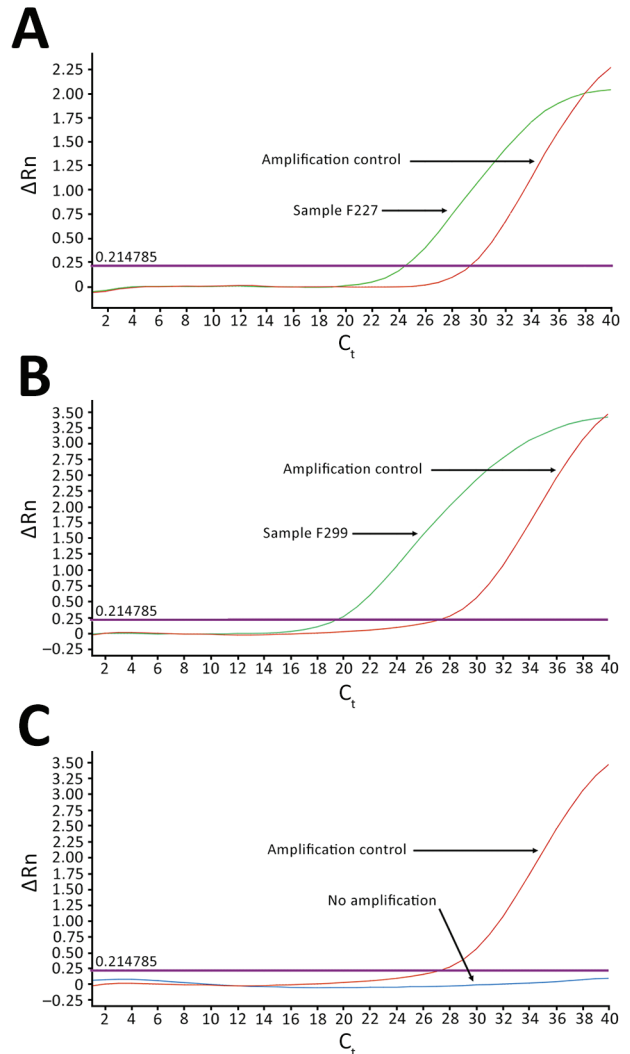 A
2.25
2.00
1.75
1.50
Amplification control
1.25
1.00
Sample F227
0.75
0.50
0.214785
0.25
0
ΔRn
2 4 6 8 10 12 14 16 18 20 22 24 26 28 30 32 34 36 38 40
Ct
B
3.50
3.25
3.00
2.75
Amplification control
2.50
2.25
2.00
1.75
Sample F299
1.50
1.25
1.00
0.75
0.50
0.214785
0.25
0
−0.25
ΔRn
2 4 6 8 10 12 14 16 18 20 22 24 26 28 30 32 34 36 38 40
Ct
C
3.50
3.25
3.00
2.75
2.50
2.25
Amplification control
2.00
1.75
1.50
No amplification
1.25
1.00
0.75
0.50
0.214785
0.25
0
−0.25
ΔRn
2 4 6 8 10 12 14 16 18 20 22 24 26 28 30 32 34 36 38 40
Ct